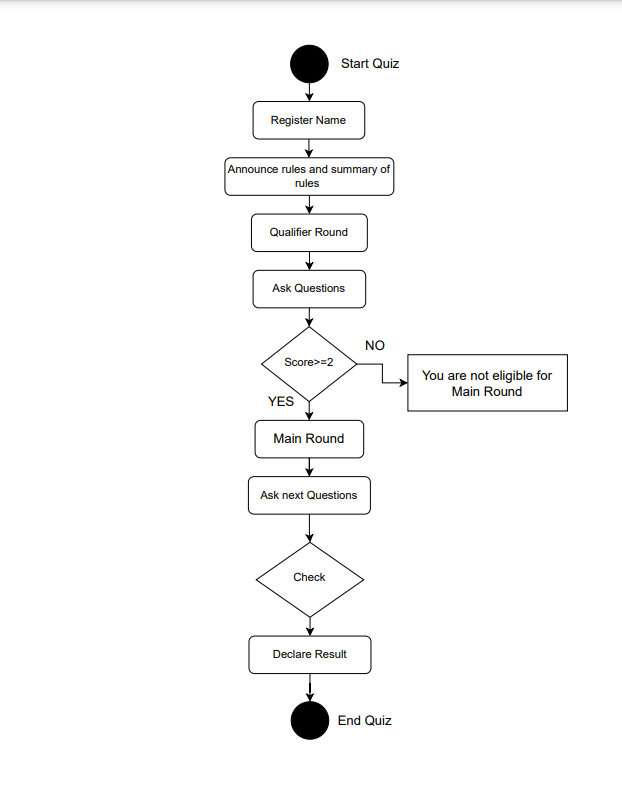 Start Quiz
Register Name
Announce rules and summary of
rules
Qualifier Round
Ask Questions
Score>=2
NO
You are not eligible for
Main Round
YES
Main Round
Ask next Questions
Check
Declare Result
End Quiz